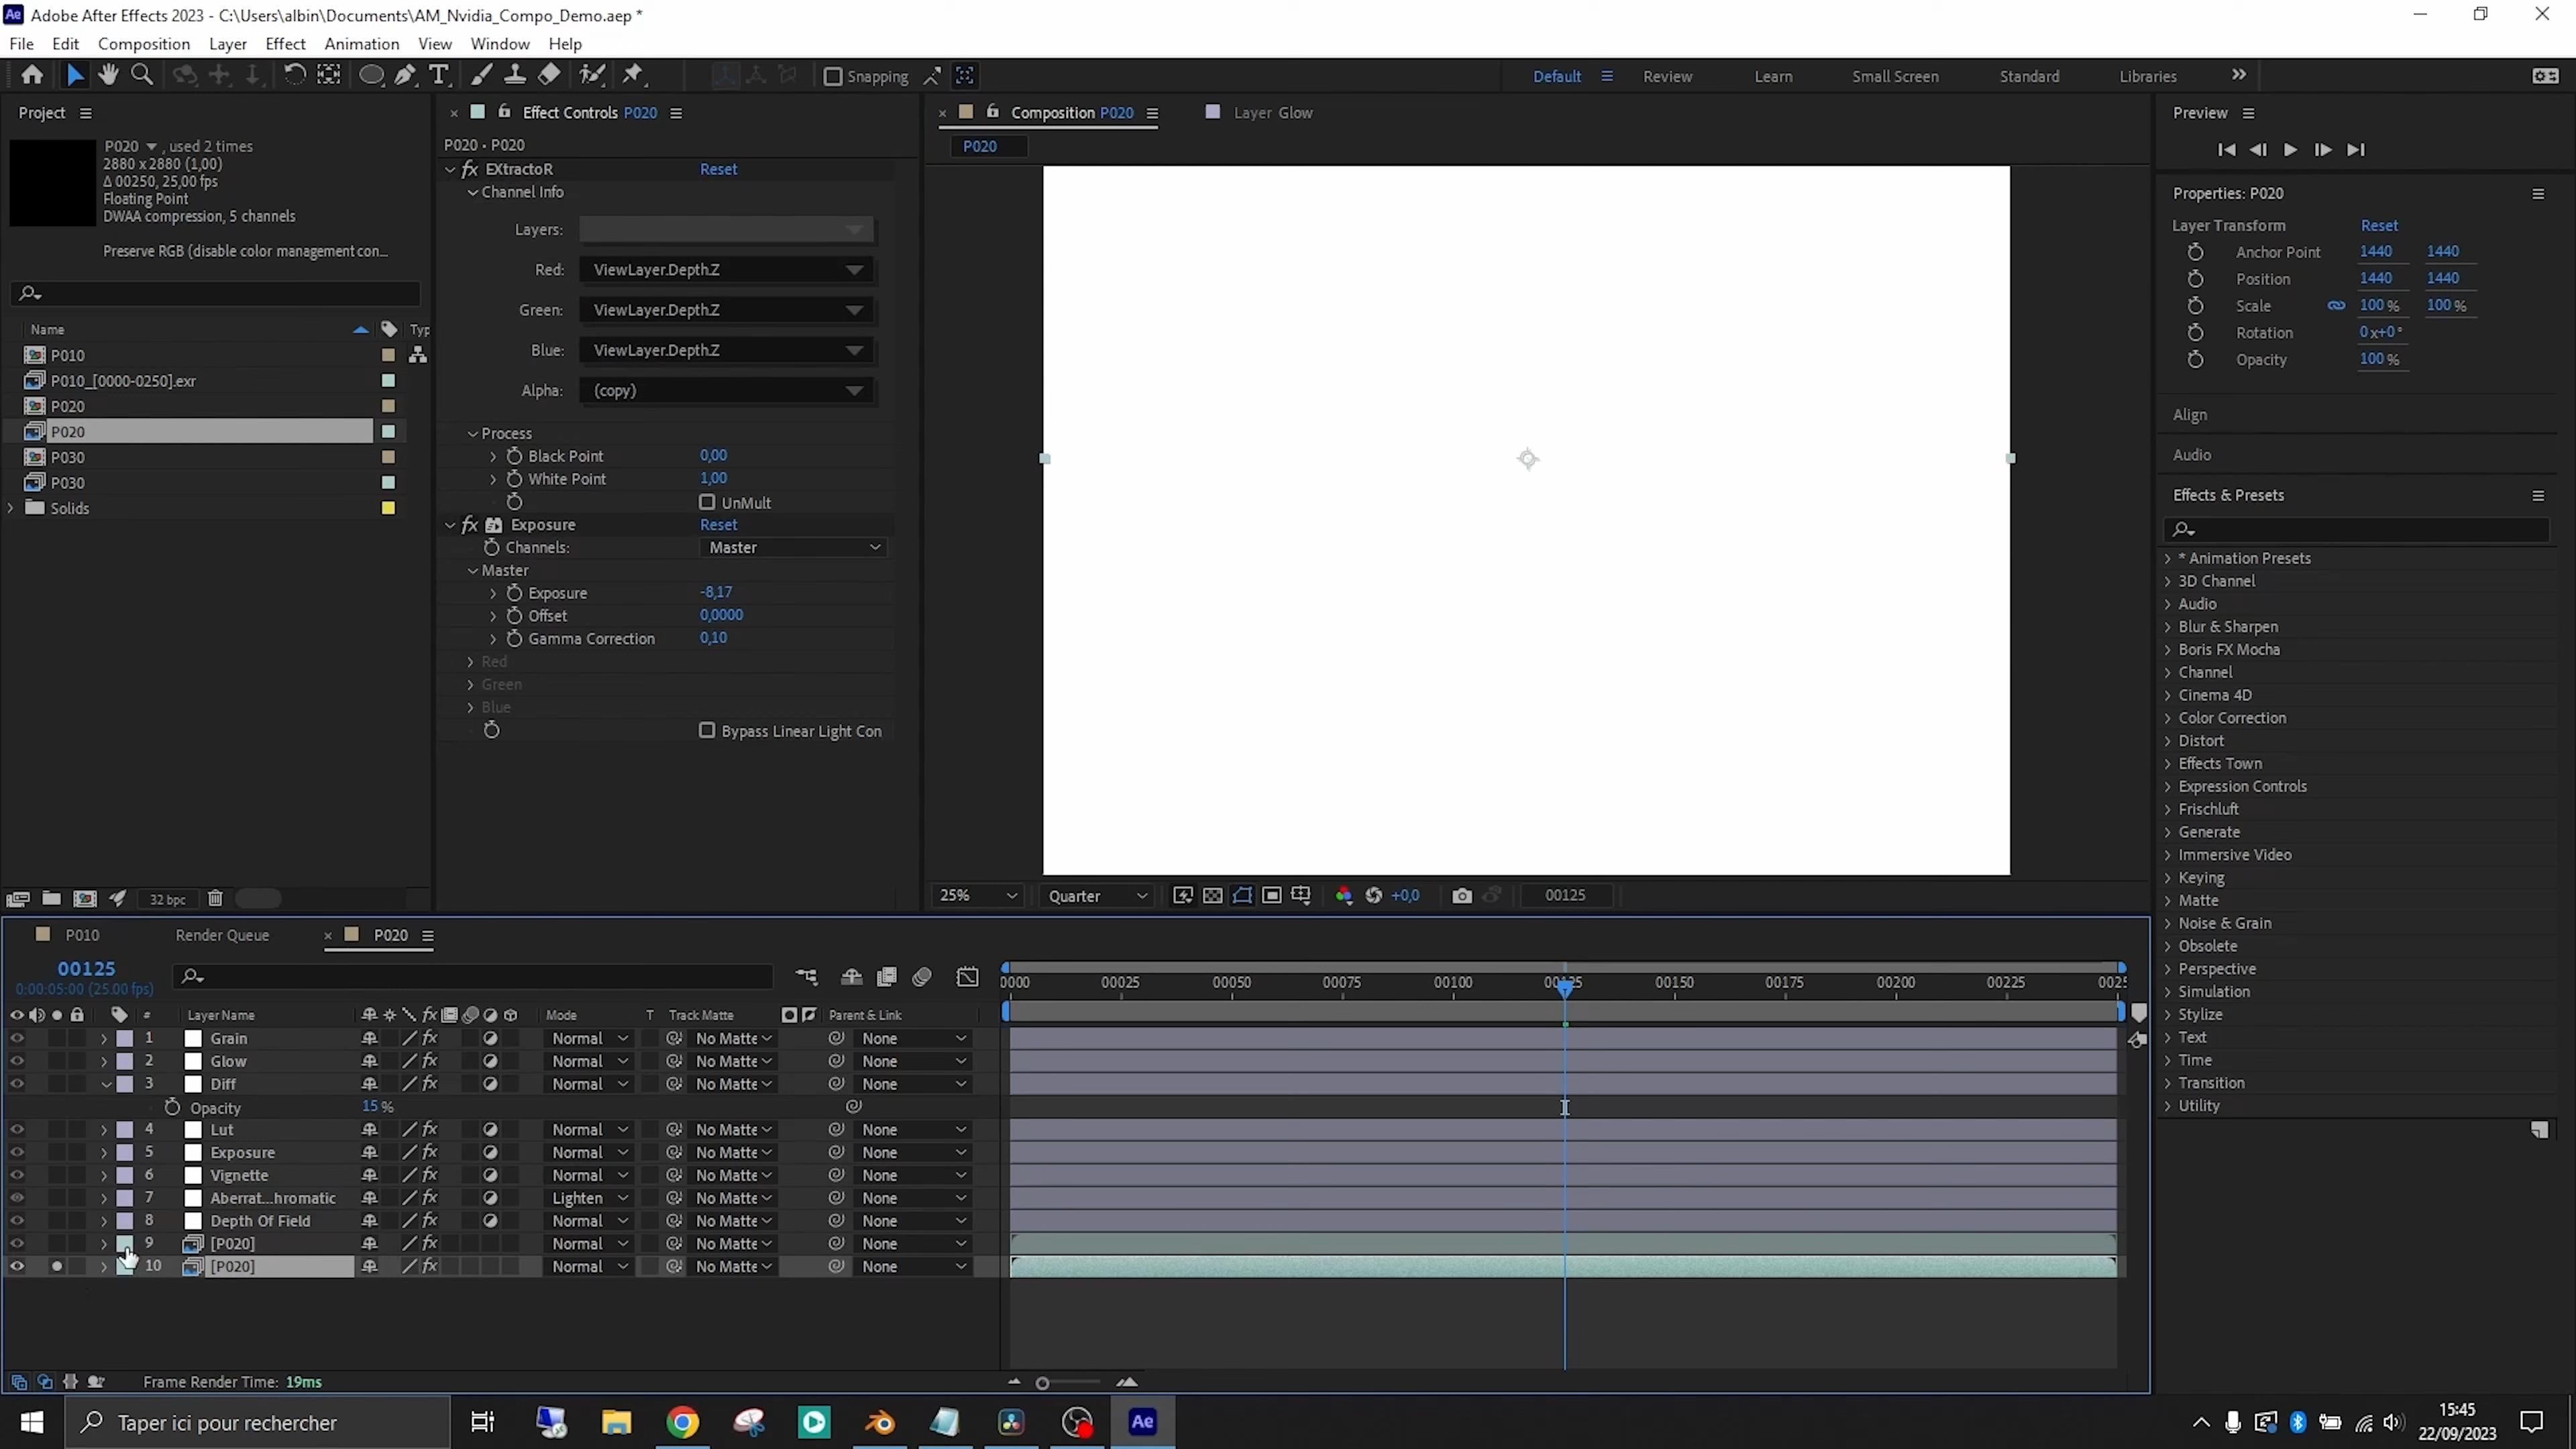 Adobe After Effects 2023 - C:\Users\albin\Documents\AM_Nvidia_Compo_Demo.aep *
File Edit Composition Layer Effect Animation View Window Help
Snapping
Default Review Learn Small Screen Standard Libraries
Project
P020 , used 2 times
2880 x 2880 (1,00)
Δ 00250, 25,00 fps
Floating Point
DWAA compression, 5 channels
Preserve RGB (disable color management con...
Name Typ
P010
P010_[0000-0250].exr
P020
P020
P030
P030
Solids
32 bpc
Effect Controls P020
P020 • P020
fx EXtractoR Reset
Channel Info
Layers:
Red: ViewLayer.Depth.Z
Green: ViewLayer.Depth.Z
Blue: ViewLayer.Depth.Z
Alpha: (copy)
Process
Black Point 0,00
White Point 1,00
UnMult
fx Exposure Reset
Channels: Master
Master
Exposure -8,17
Offset 0,0000
Gamma Correction 0,10
Red
Green
Blue
Bypass Linear Light Con
Composition P020 Layer Glow
P020
25% Quarter +0,0 00125
Preview
Properties: P020
Layer Transform Reset
Anchor Point 1440 1440
Position 1440 1440
Scale 100 % 100 %
Rotation 0x+0°
Opacity 100 %
Align
Audio
Effects & Presets
* Animation Presets
3D Channel
Audio
Blur & Sharpen
Boris FX Mocha
Channel
Cinema 4D
Color Correction
Distort
Effects Town
Expression Controls
Frischluft
Generate
Immersive Video
Keying
Matte
Noise & Grain
Obsolete
Perspective
Simulation
Stylize
Text
Time
Transition
Utility
P010 Render Queue P020
00125
0:00:05:00 (25.00 fps)
0000 00025 00050 00075 00100 00125 00150 00175 00200 00225 0025
# Layer Name fx Mode T Track Matte Parent & Link
1 Grain fx Normal No Matte None
2 Glow fx Normal No Matte None
3 Diff fx Normal No Matte None
Opacity 15 %
4 Lut fx Normal No Matte None
5 Exposure fx Normal No Matte None
6 Vignette fx Normal No Matte None
7 Aberrat...hromatic fx Lighten No Matte None
8 Depth Of Field fx Normal No Matte None
9 [P020] fx Normal No Matte None
10 [P020] fx Normal No Matte None
Frame Render Time: 19ms
Taper ici pour rechercher
Ae
15:45
22/09/2023